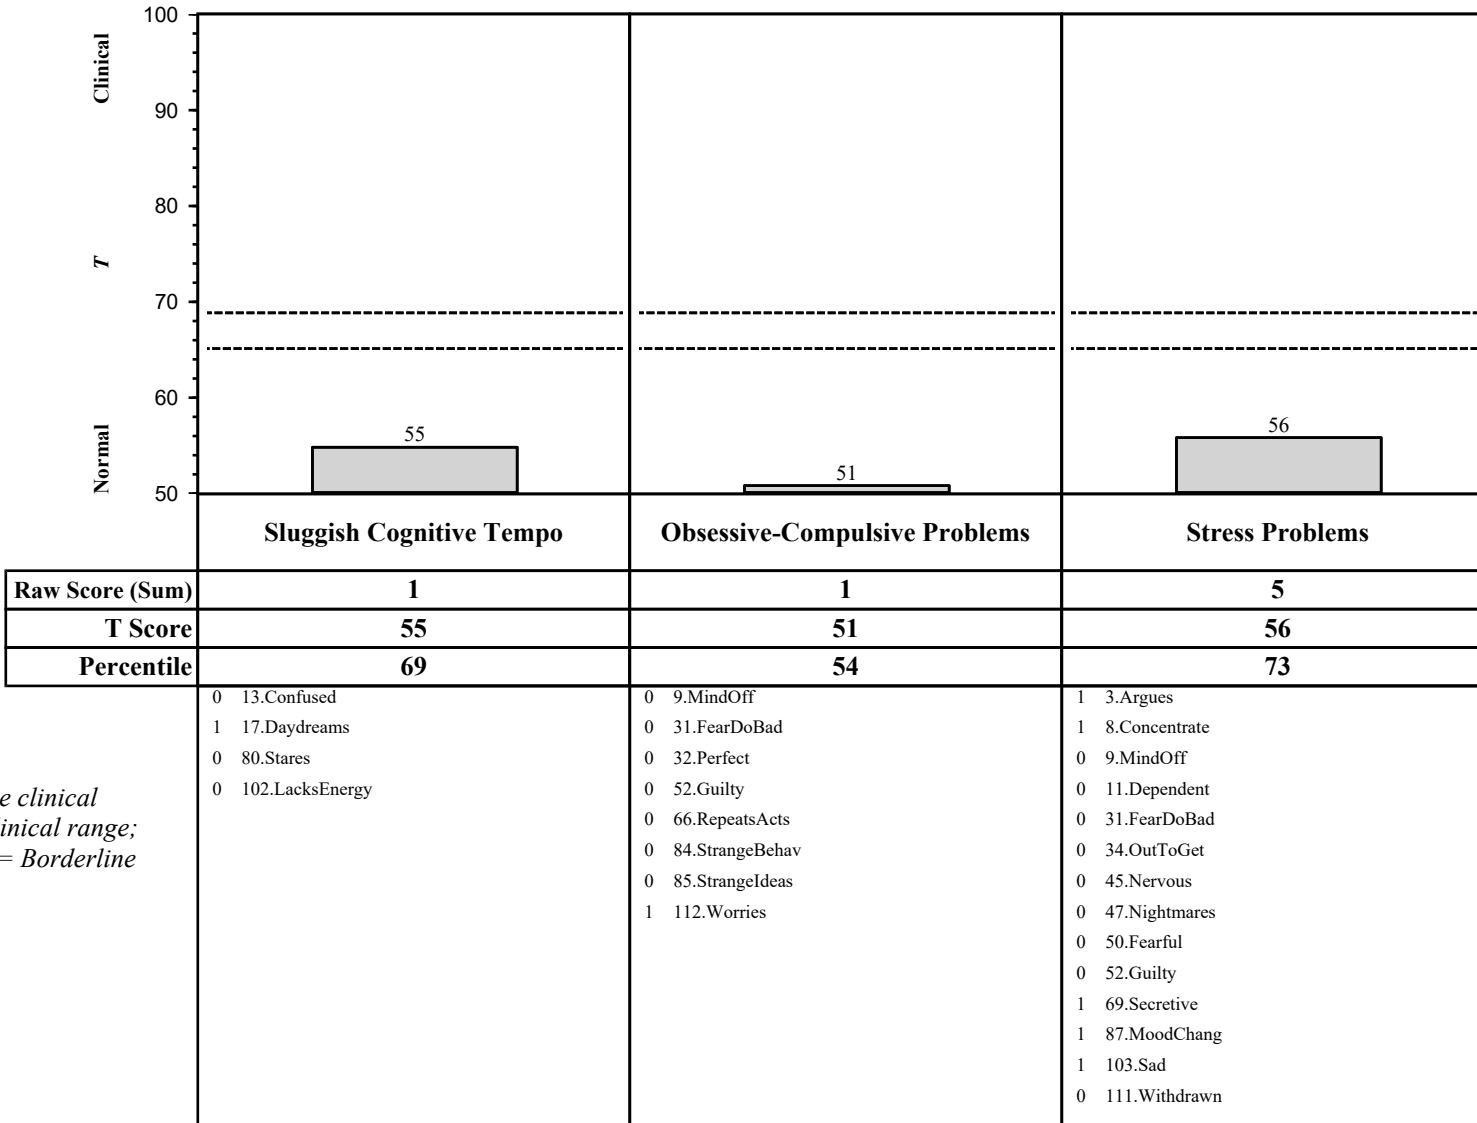 100
Clinical
90
80
T
70
60
Normal
50
55
51
56
Sluggish Cognitive Tempo
Obsessive-Compulsive Problems
Stress Problems
Raw Score (Sum) 1 1 5
T Score 55 51 56
Percentile 69 54 73
0 13.Confused
1 17.Daydreams
0 80.Stares
0 102.LacksEnergy
0 9.MindOff
0 31.FearDoBad
0 32.Perfect
0 52.Guilty
0 66.RepeatsActs
0 84.StrangeBehav
0 85.StrangeIdeas
1 112.Worries
1 3.Argues
1 8.Concentrate
0 9.MindOff
0 11.Dependent
0 31.FearDoBad
0 34.OutToGet
0 45.Nervous
0 47.Nightmares
0 50.Fearful
0 52.Guilty
1 69.Secretive
1 87.MoodChang
1 103.Sad
0 111.Withdrawn
clinical
range;
= Borderline